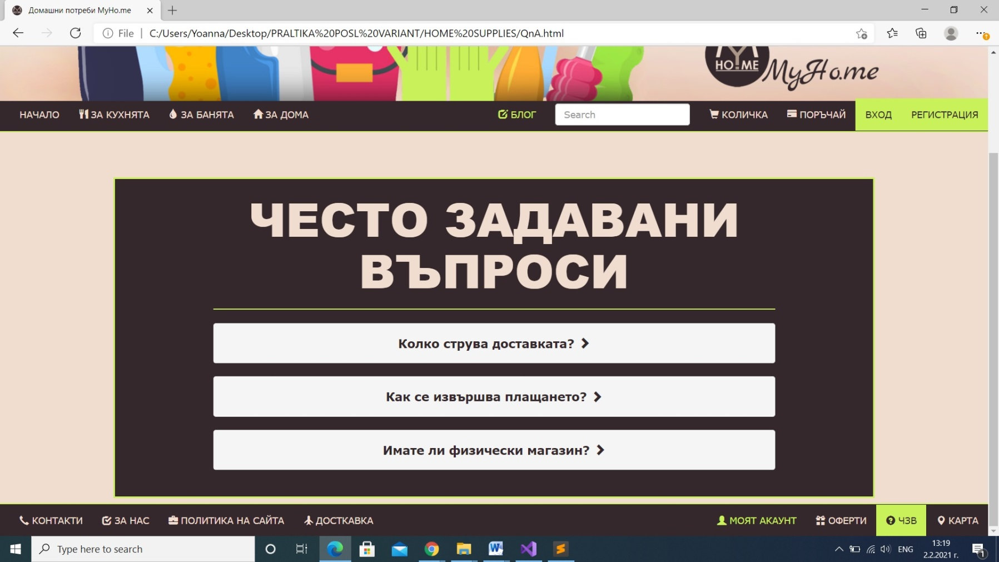 Домашни потреби MyHo.me
File | C:/Users/Yoanna/Desktop/PRALTIKA%20POSL%20VARIANT/HOME%20SUPPLIES/QnA.html
MY
HO!ME
MyHo.me
НАЧАЛО ЗА КУХНЯТА ЗА БАНЯТА ЗА ДОМА БЛОГ Search КОЛИЧКА ПОРЪЧАЙ ВХОД РЕГИСТРАЦИЯ
ЧЕСТО ЗАДАВАНИ
ВЪПРОСИ
Колко струва доставката?
Как се извършва плащането?
Имате ли физически магазин?
КОНТАКТИ ЗА НАС ПОЛИТИКА НА САЙТА ДОСТКАВКА МОЯТ АКАУНТ ОФЕРТИ ЧЗВ КАРТА
Type here to search ENG 13:19
2.2.2021 г. 1